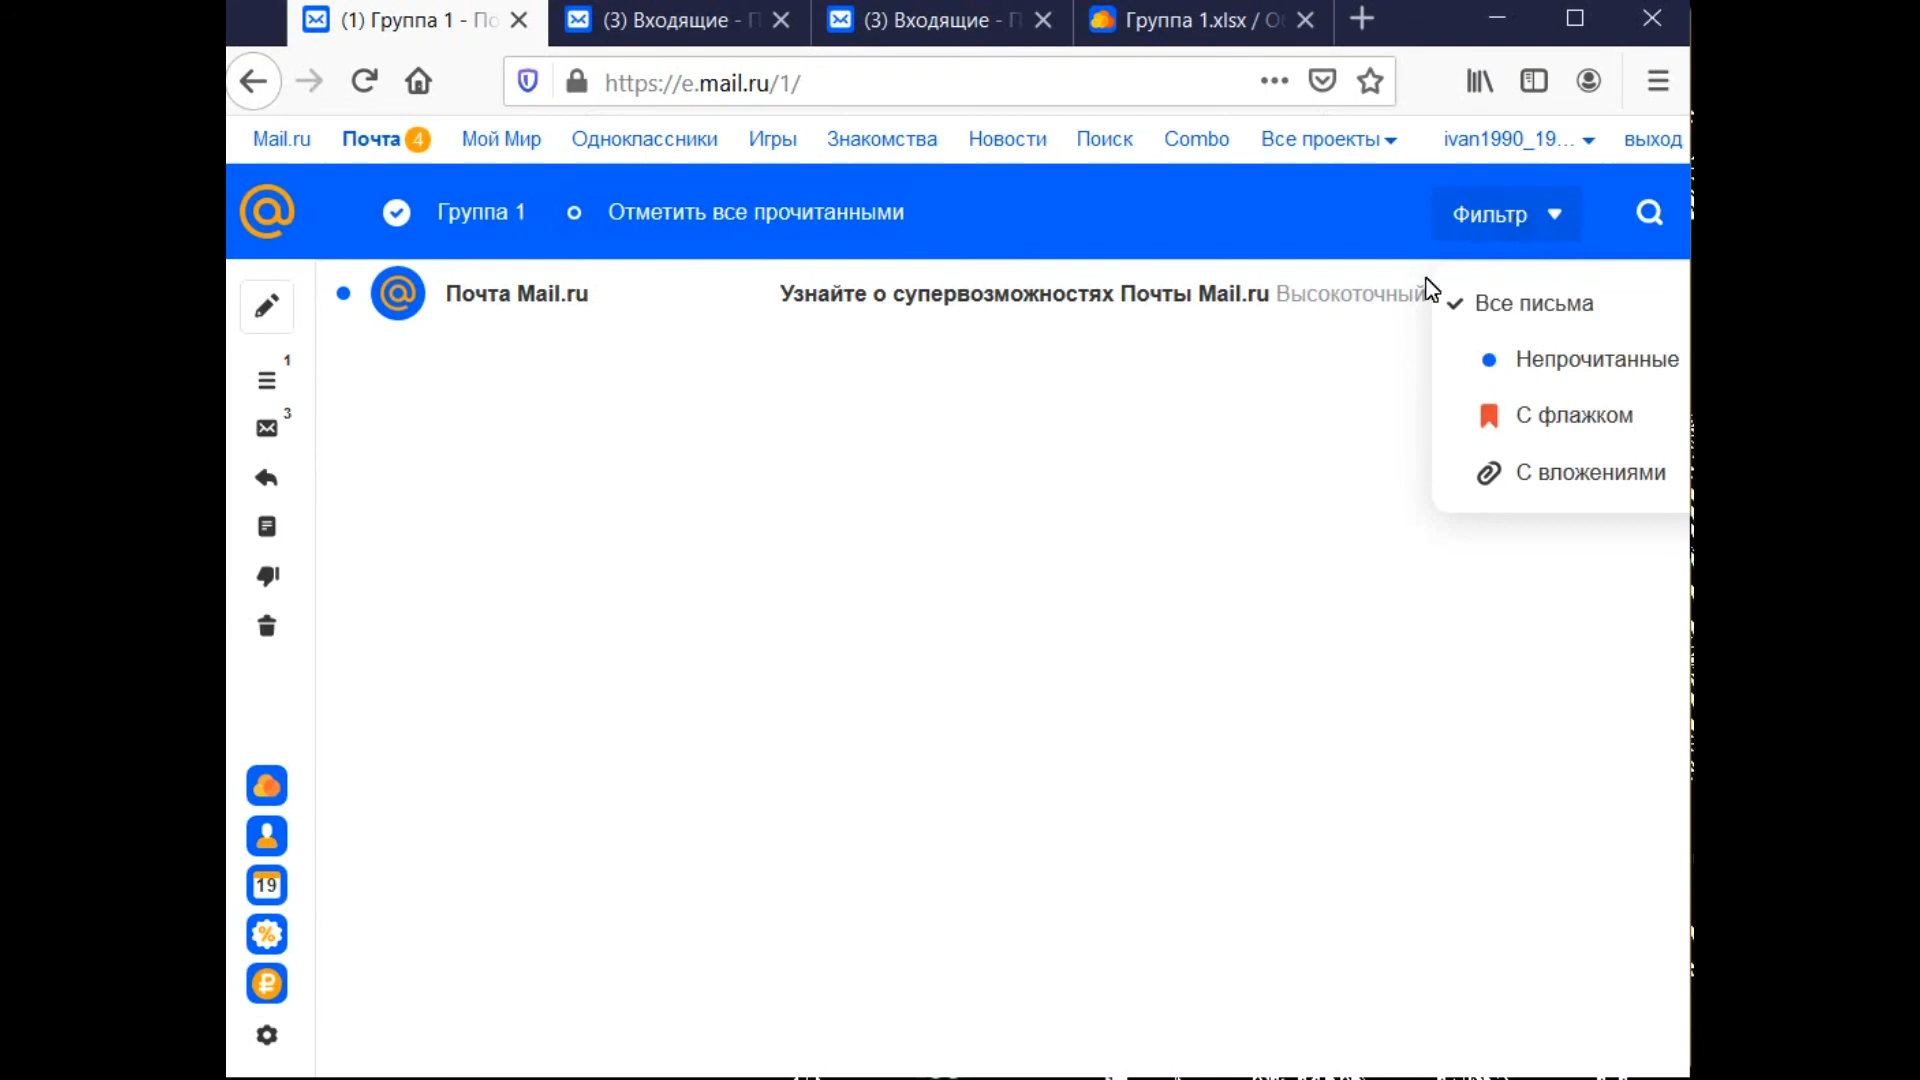 (1) Группа 1 - По
(3) Входящие - П
(3) Входящие - П
Группа 1.xlsx / О
https://e.mail.ru/1/
Mail.ru Почта 4 Мой Мир Одноклассники Игры Знакомства Новости Поиск Combo Все проекты ivan1990_19... выход
Группа 1 Отметить все прочитанными Фильтр
Почта Mail.ru Узнайте о супервозможностях Почты Mail.ru Высокоточный
Все письма
Непрочитанные
С флажком
С вложениями
1
3
19
%
₽